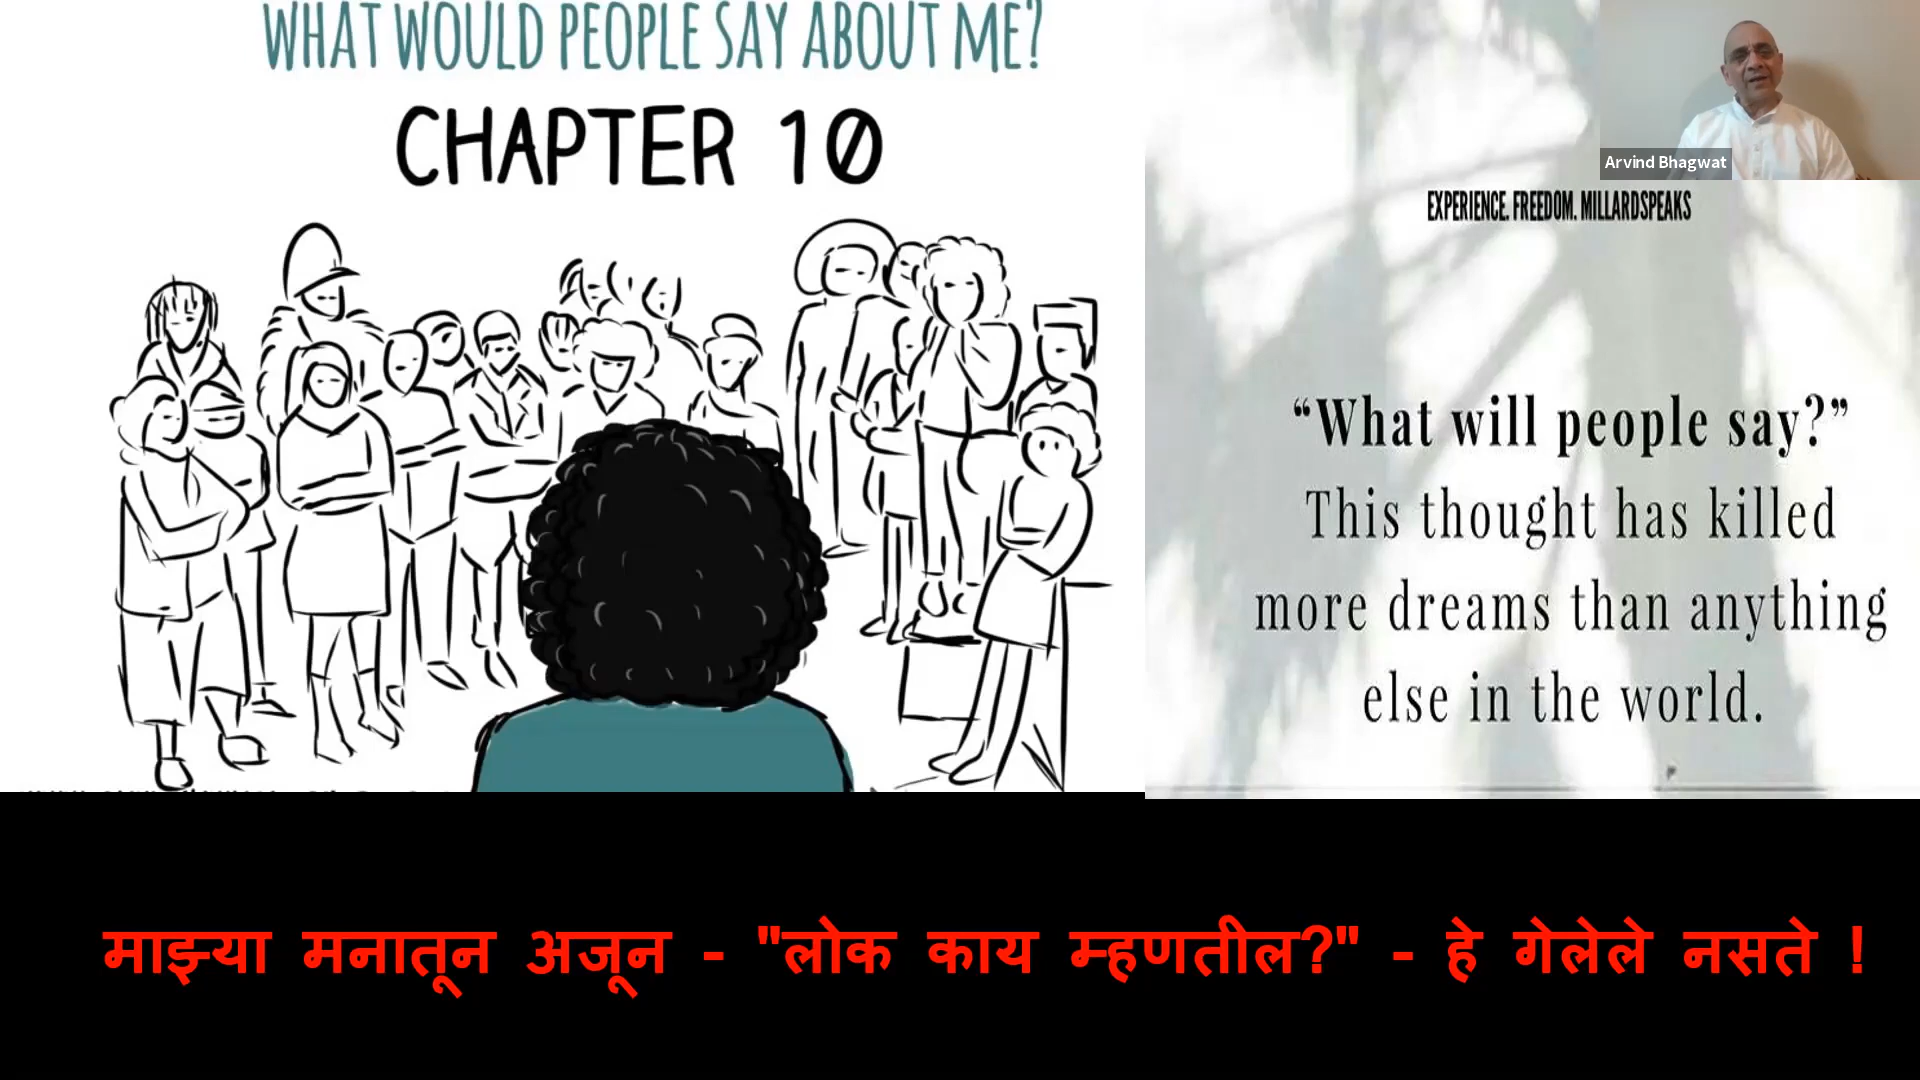 WHAT WOULD PEOPLE SAY ABOUT ME?
CHAPTER 10
Arvind Bhagwat
EXPERIENCE. FREEDOM. MILLARDSPEAKS
“What will people say?”
This thought has killed
more dreams than anything
else in the world.
माझ्या मनातून अजून - "लोक काय म्हणतील?" - हे गेलेले नसते !